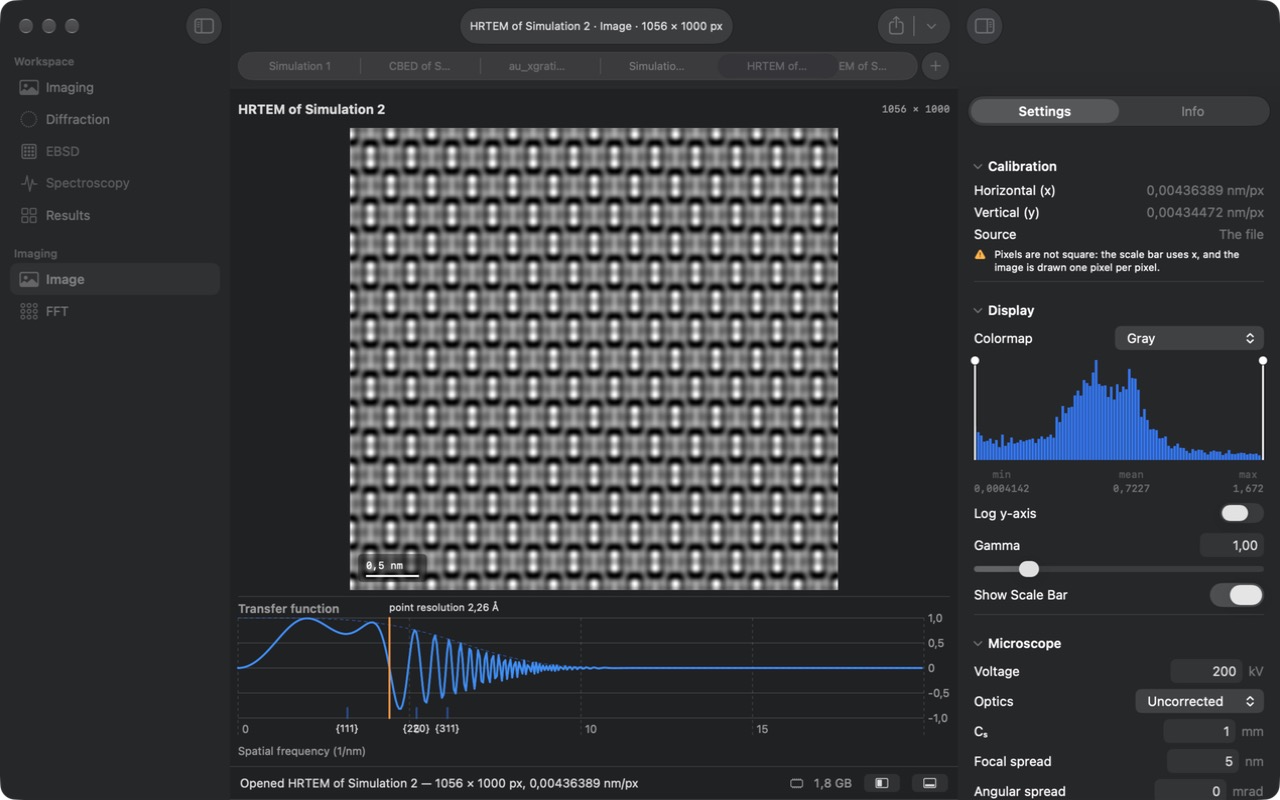 HRTEM of Simulation 2 · Image · 1056 × 1000 px
Simulation 1
CBED of S...
au_xgrati...
Simulatio...
HRTEM of...
EM of S...
Workspace
Imaging
Diffraction
EBSD
Spectroscopy
Results
Imaging
Image
FFT
HRTEM of Simulation 2
1056 × 1000
0,5 nm
Transfer function
point resolution 2,26 Å
1,0
0,5
0
-0,5
-1,0
{111}
{311}
0
10
15
Spatial frequency (1/nm)
Opened HRTEM of Simulation 2 — 1056 × 1000 px, 0,00436389 nm/px
1,8 GB
Settings
Info
Calibration
Horizontal (x)
0,00436389 nm/px
Vertical (y)
0,00434472 nm/px
Source
The file
Pixels are not square: the scale bar uses x, and the
image is drawn one pixel per pixel.
Display
Colormap
Gray
min
mean
max
0,0004142
0,7227
1,672
Log y-axis
Gamma
1,00
Show Scale Bar
Microscope
Voltage
200 kV
Optics
Uncorrected
Cₛ
1 mm
Focal spread
5 nm
Angular spread
0 mrad